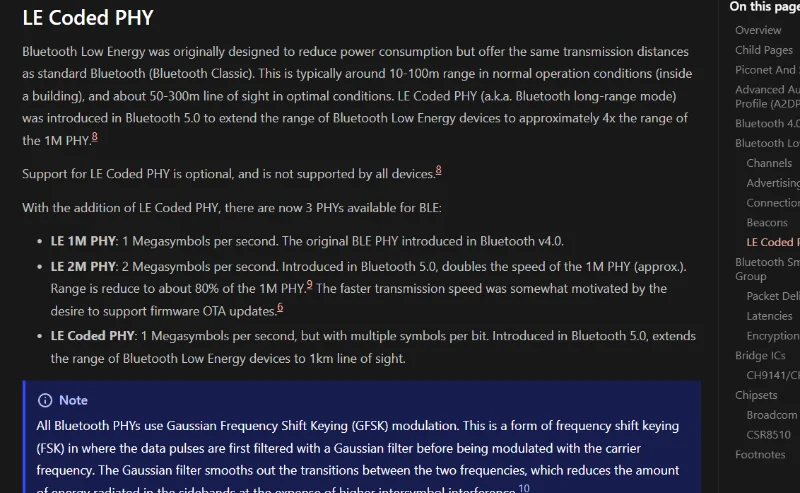 LE Coded PHY
Bluetooth Low Energy was originally designed to reduce power consumption but offer the same transmission distances
as standard Bluetooth (Bluetooth Classic). This is typically around 10-100m range in normal operation conditions (inside
a building), and about 50-300m line of sight in optimal conditions. LE Coded PHY (a.k.a. Bluetooth long-range mode)
was introduced in Bluetooth 5.0 to extend the range of Bluetooth Low Energy devices to approximately 4x the range of
the 1M PHY.8
Support for LE Coded PHY is optional, and is not supported by all devices.8
With the addition of LE Coded PHY, there are now 3 PHYs available for BLE:
• LE 1M PHY: 1 Megasymbols per second. The original BLE PHY introduced in Bluetooth v4.0.
• LE 2M PHY: 2 Megasymbols per second. Introduced in Bluetooth 5.0, doubles the speed of the 1M PHY (approx.).
Range is reduce to about 80% of the 1M PHY.9 The faster transmission speed was somewhat motivated by the
desire to support firmware OTA updates.6
• LE Coded PHY: 1 Megasymbols per second, but with multiple symbols per bit. Introduced in Bluetooth 5.0, extends
the range of Bluetooth Low Energy devices to 1km line of sight.
Note
All Bluetooth PHYs use Gaussian Frequency Shift Keying (GFSK) modulation. This is a form of frequency shift keying
(FSK) in where the data pulses are first filtered with a Gaussian filter before being modulated with the carrier
frequency. The Gaussian filter smooths out the transitions between the two frequencies, which reduces the amount
of energy radiated in the sidebands at the expense of higher intersymbol interference.10
On this page
Overview
Child Pages
Piconet And
Advanced Au
Profile (A2DP
Bluetooth 4.0
Bluetooth Lo
Channels
Advertising
Connection
Beacons
LE Coded P
Bluetooth Sm
Group
Packet Deli
Latencies
Encryption
Bridge ICs
CH9141/C
Chipsets
Broadcom
CSR8510
Footnotes